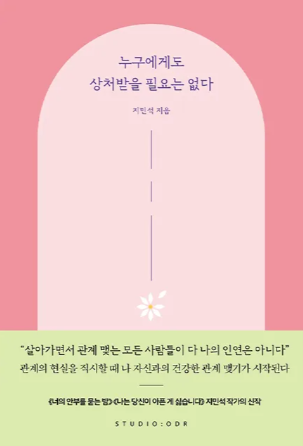 누구에게도
상처받을 필요는 없다
지민석 지음
“살아가면서 관계 맺는 모든 사람들이 다 나의 인연은 아니다”
관계의 현실을 직시할 때 나 자신과의 건강한 관계 맺기가 시작된다
《너의 안부를 묻는 밤》 《나는 당신이 아픈 게 싫습니다》 지민석 작가의 신작
STUDIO:ODR